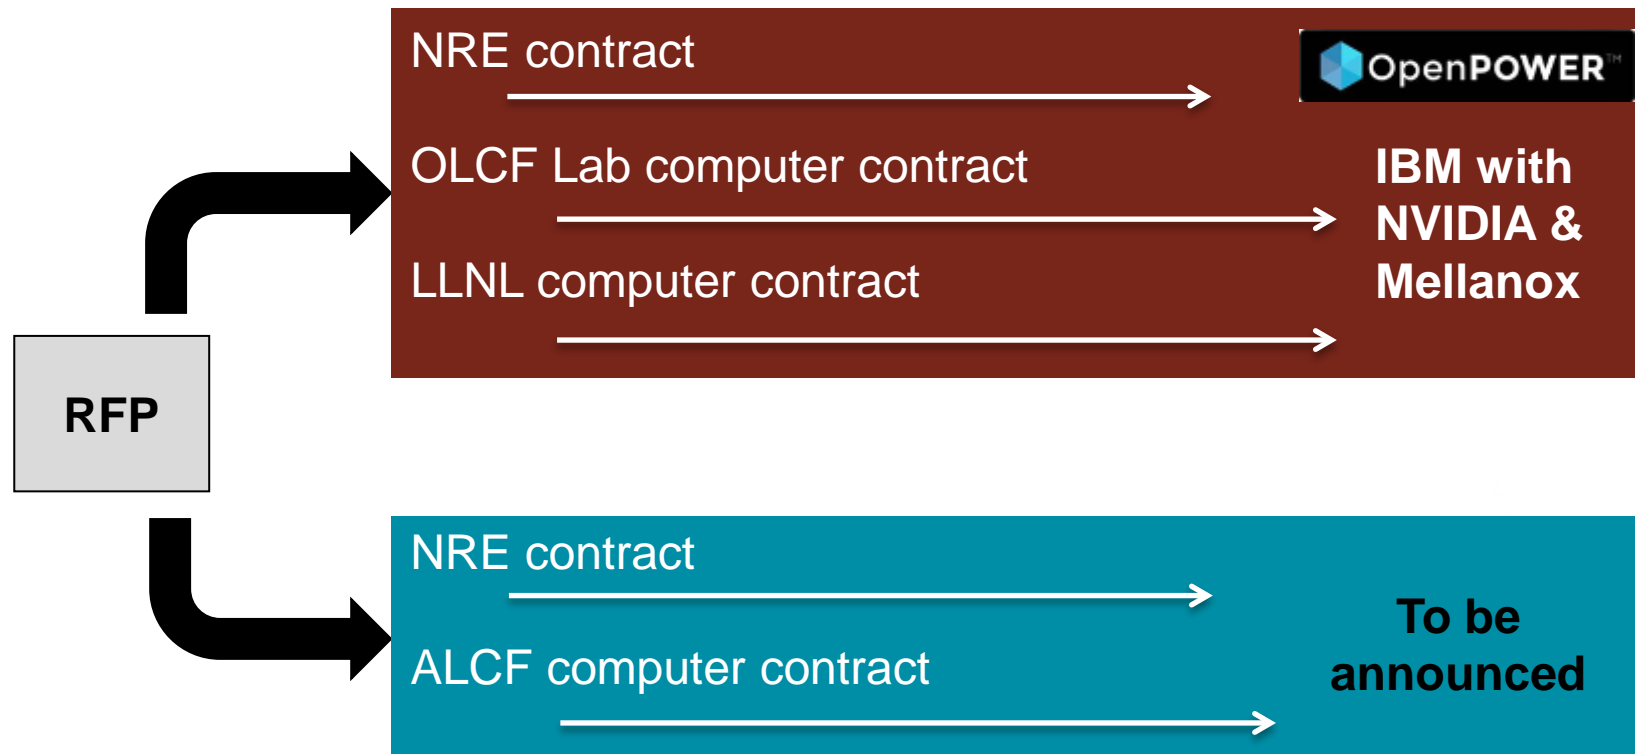 NRE contract
OpenPOWER™
OLCF Lab computer contract
IBM with
NVIDIA &
Mellanox
LLNL computer contract
RFP
NRE contract
ALCF computer contract
To be
announced